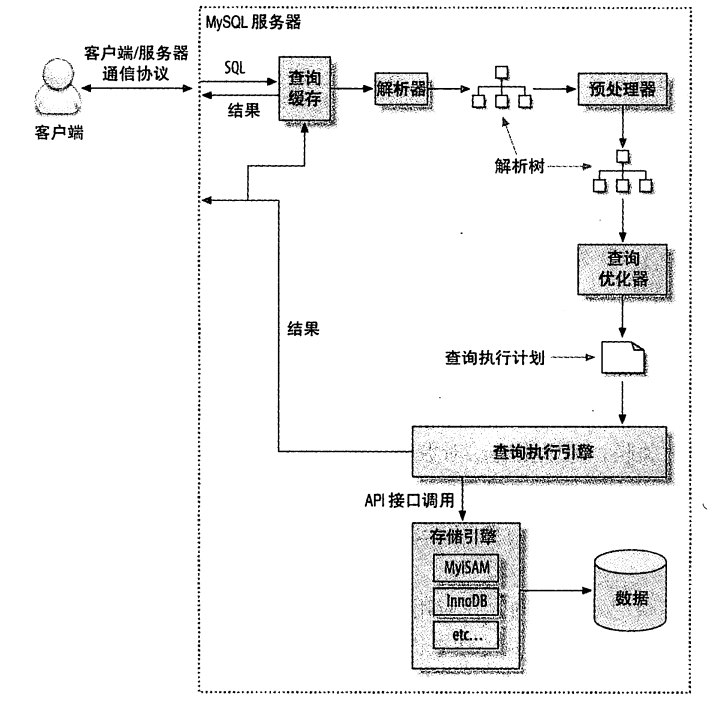 MySQL 服务器
客户端/服务器
通信协议
客户端
SQL
结果
查询
缓存
解析器
预处理器
解析树
查询
优化器
结果
查询执行计划
查询执行引擎
API 接口调用
存储引擎
MyISAM
InnoDB
etc...
数据